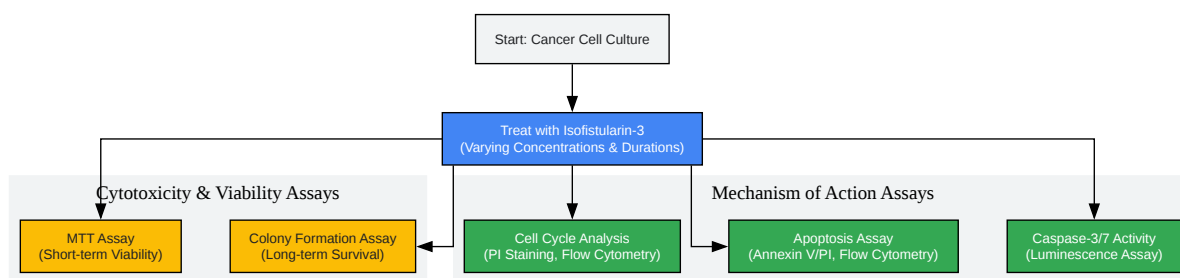 Start: Cancer Cell Culture
Treat with Isofistularin-3
(Varying Concentrations & Durations)
Cytotoxicity & Viability Assays
Mechanism of Action Assays
MTT Assay
(Short-term Viability)
Colony Formation Assay
(Long-term Survival)
Cell Cycle Analysis
(PI Staining, Flow Cytometry)
Apoptosis Assay
(Annexin V/PI, Flow Cytometry)
Caspase-3/7 Activity
(Luminescence Assay)